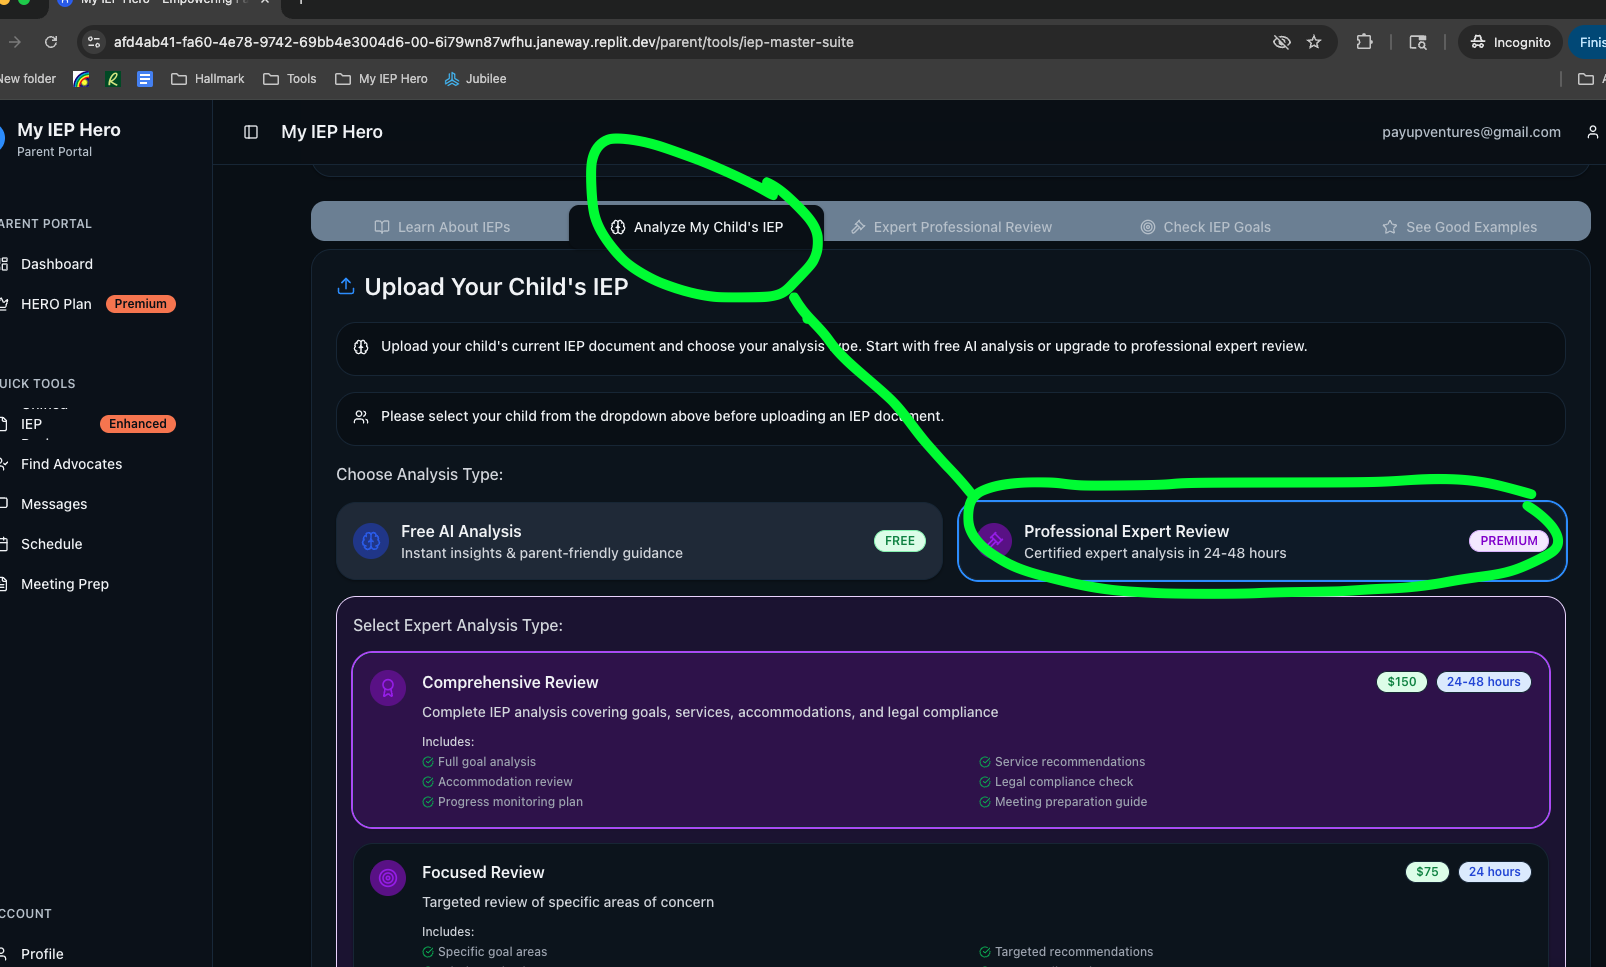 My IEP Hero - Empowering
afd4ab41-fa60-4e78-9742-69bb4e3004d6-00-6i79wn87wfhu.janeway.replit.dev/parent/tools/iep-master-suite
Incognito
Finis
New folder
Hallmark
Tools
My IEP Hero
Jubilee
My IEP Hero
Parent Portal
My IEP Hero
payupventures@gmail.com
ARENT PORTAL
Dashboard
HERO Plan
Premium
UICK TOOLS
IEP
Enhanced
Find Advocates
Messages
Schedule
Meeting Prep
CCOUNT
Profile
Learn About IEPs
Analyze My Child's IEP
Expert Professional Review
Check IEP Goals
See Good Examples
Upload Your Child's IEP
Upload your child's current IEP document and choose your analysis type. Start with free AI analysis or upgrade to professional expert review.
Please select your child from the dropdown above before uploading an IEP document.
Choose Analysis Type:
Free AI Analysis
Instant insights & parent-friendly guidance
FREE
Professional Expert Review
Certified expert analysis in 24-48 hours
PREMIUM
Select Expert Analysis Type:
Comprehensive Review
$150
24-48 hours
Complete IEP analysis covering goals, services, accommodations, and legal compliance
Includes:
Full goal analysis
Service recommendations
Accommodation review
Legal compliance check
Progress monitoring plan
Meeting preparation guide
Focused Review
$75
24 hours
Targeted review of specific areas of concern
Includes:
Specific goal areas
Targeted recommendations